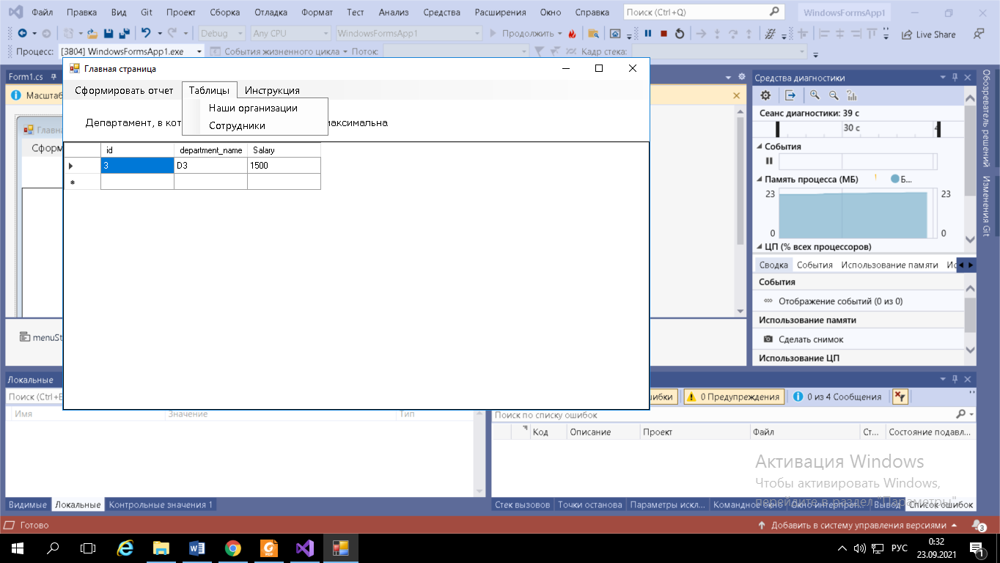 Файл Правка Вид Git Проект Сборка Отладка Формат Тест Анализ Средства Расширения Окно Справка Поиск (Ctrl+Q) WindowsFormsApp1
Debug Any CPU WindowsFormsApp1 Продолжить Live Share
Процесс: [3804] WindowsFormsApp1.exe События жизненного цикла Поток: Кадр стека:
Form1.cs
Главная страница
Средства диагностики
Обозреватель решений
Изменения Git
Сформировать отчет Таблицы Инструкция
Наши организации
Сотрудники
Департамент, в кот максимальна
id department_name Salary
3 D3 1500
*
Масштаб
Главна
Сформ
menuSt
Сеанс диагностики: 39 с
30 с 4
События
Память процесса (МБ) Б...
23 23
0 0
ЦП (% всех процессоров)
Сводка События Использование памяти Ис
События
Отображение событий (0 из 0)
Использование памяти
Сделать снимок
Использование ЦП
Локальные
Поиск (Ctrl+E
Имя Значение Тип
ибки 0 Предупреждения 0 из 4 Сообщения
Поиск по списку ошибок
Код Описание Проект Файл Ст... Состояние подавл...
Активация Windows
Чтобы активировать Windows,
перейдите в раздел "Параметры".
Видимые Локальные Контрольные значения 1
Стек вызовов Точки останова Параметры искл... Командное окно Окно интерпрет... Вывод Список ошибок
Готово Добавить в систему управления версиями 3
РУС 0:32
23.09.2021 1